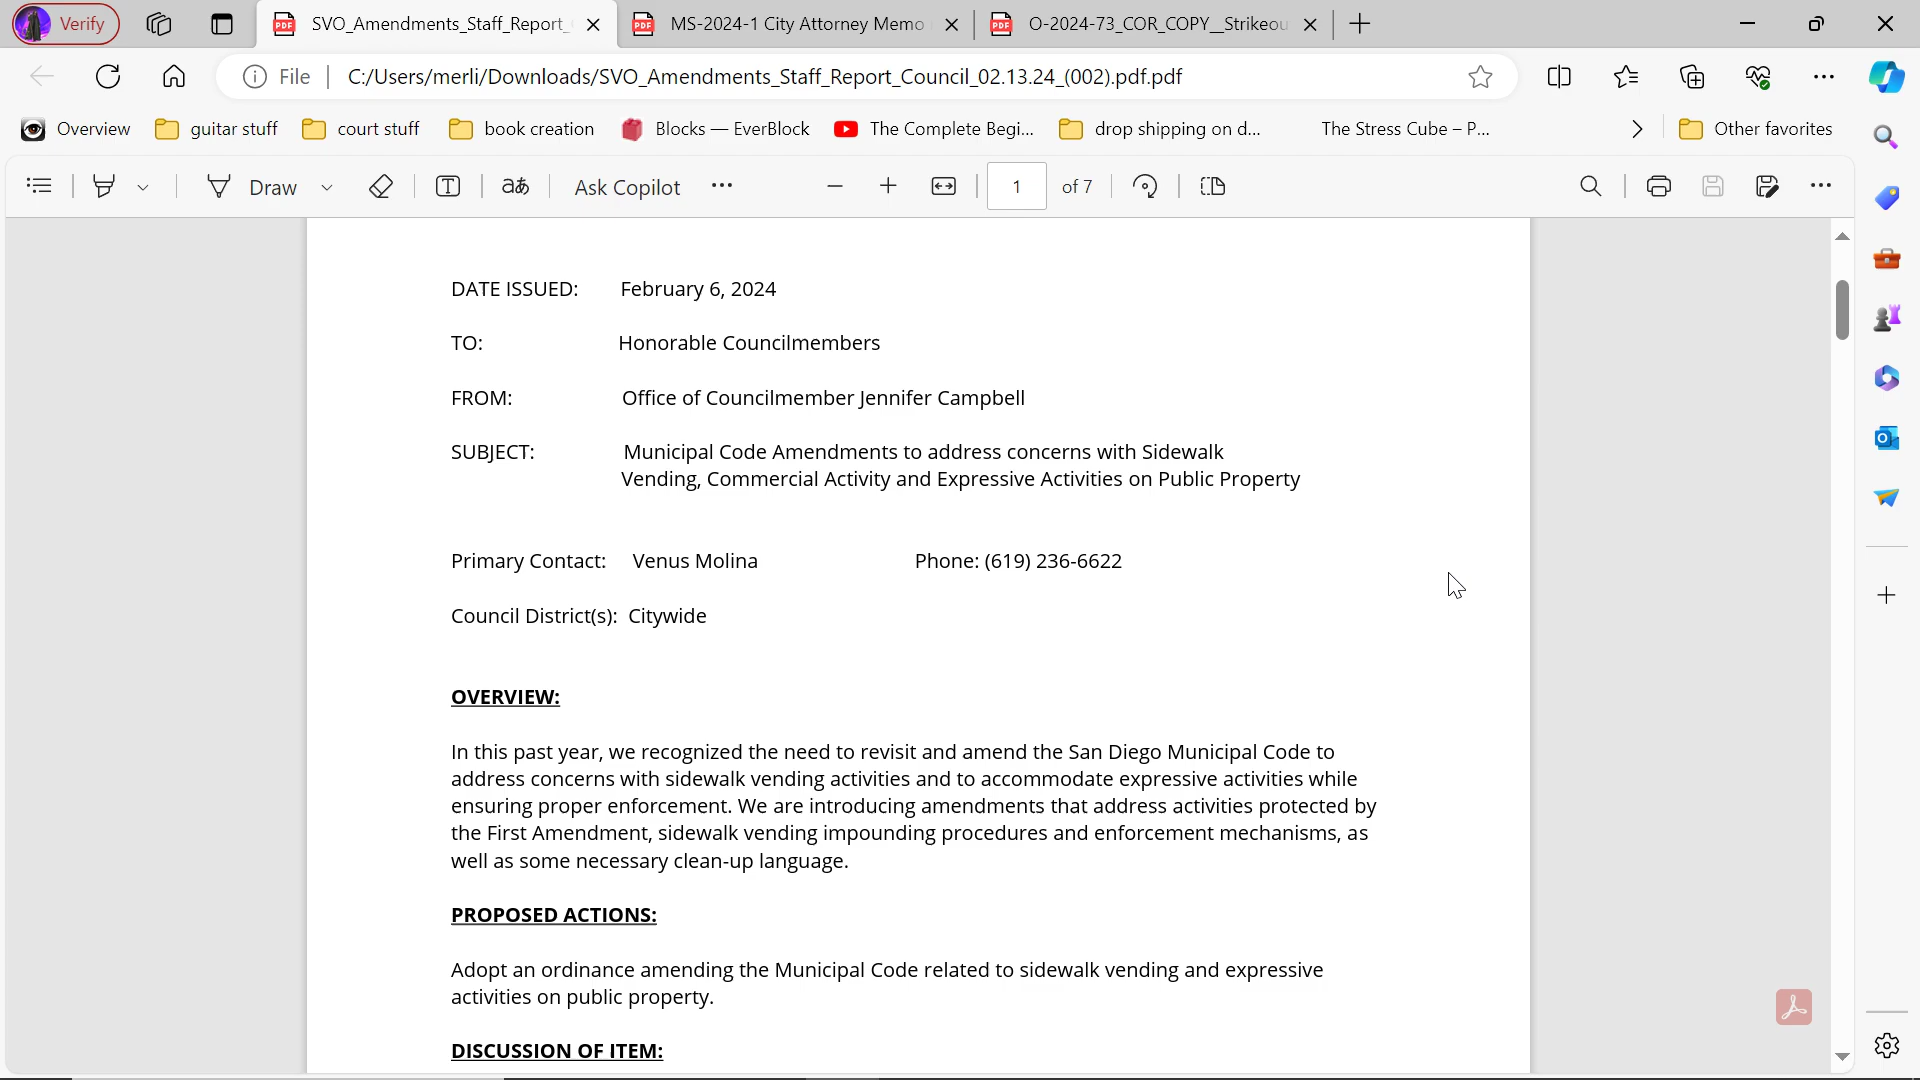 Verify
SVO_Amendments_Staff_Report_
MS-2024-1 City Attorney Memo
O-2024-73_COR_COPY__Strikeou
File
C:/Users/merli/Downloads/SVO_Amendments_Staff_Report_Council_02.13.24_(002).pdf.pdf
Overview
guitar stuff
court stuff
book creation
Blocks — EverBlock
The Complete Begi...
drop shipping on d...
The Stress Cube – P...
Other favorites
Draw
Ask Copilot
1 of 7
DATE ISSUED: February 6, 2024
TO: Honorable Councilmembers
FROM: Office of Councilmember Jennifer Campbell
SUBJECT: Municipal Code Amendments to address concerns with Sidewalk
Vending, Commercial Activity and Expressive Activities on Public Property
Primary Contact: Venus Molina Phone: (619) 236-6622
Council District(s): Citywide
OVERVIEW:
In this past year, we recognized the need to revisit and amend the San Diego Municipal Code to
address concerns with sidewalk vending activities and to accommodate expressive activities while
ensuring proper enforcement. We are introducing amendments that address activities protected by
the First Amendment, sidewalk vending impounding procedures and enforcement mechanisms, as
well as some necessary clean-up language.
PROPOSED ACTIONS:
Adopt an ordinance amending the Municipal Code related to sidewalk vending and expressive
activities on public property.
DISCUSSION OF ITEM: